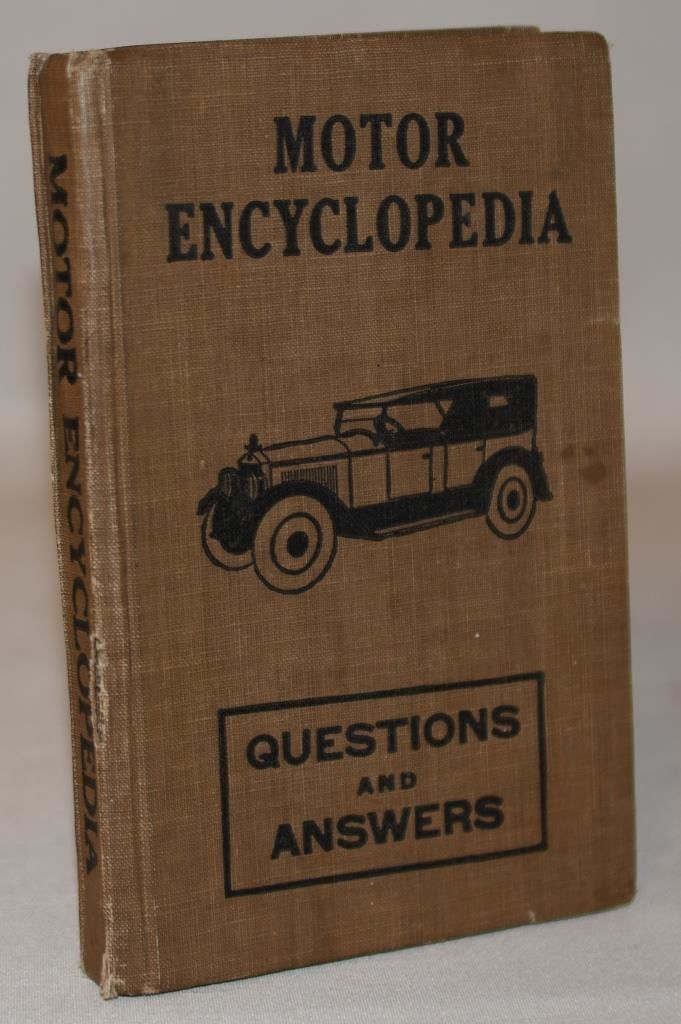 MOTOR
ENCYCLOPEDIA
QUESTIONS
AND
ANSWERS
MOTOR ENCYCLOPEDIA